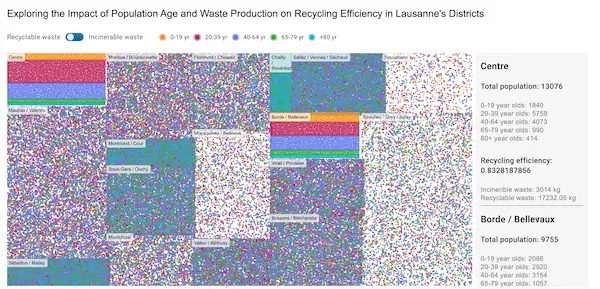 Exploring the Impact of Population Age and Waste Production on Recycling Efficiency in Lausanne's Districts
Recyclable waste Incinerable waste 0-19 yr 20-39 yr 40-64 yr 65-79 yr +80 yr
Centre
Montoie / Bourdonnette
Florimont / Chissiez
Chailly
Rovéréaz
Sallaz / Vennes / Séchaud
Sauvabelin
Maupas / Valency
Borde / Bellevaux
Beaulieu / Grey / Boisy
Mousquines / Bellevue
Montriond / Cour
Sous-Gare / Ouchy
Vinet / Pontaise
Bossons / Blécherette
Montchoisi
Vallon / Béthusy
Sébeillon / Malley
Centre
Total population: 13076
0-19 year olds: 1840
20-39 year olds: 5759
40-64 year olds: 4073
65-79 year olds: 990
80+ year olds: 414
Recycling efficiency:
0.8328187856
Incinerible waste: 3014 kg
Recyclable waste: 17232.05 kg
Borde / Bellevaux
Total population: 9755
0-19 year olds: 2086
20-39 year olds: 2920
40-64 year olds: 3154
65-79 year olds: 1057